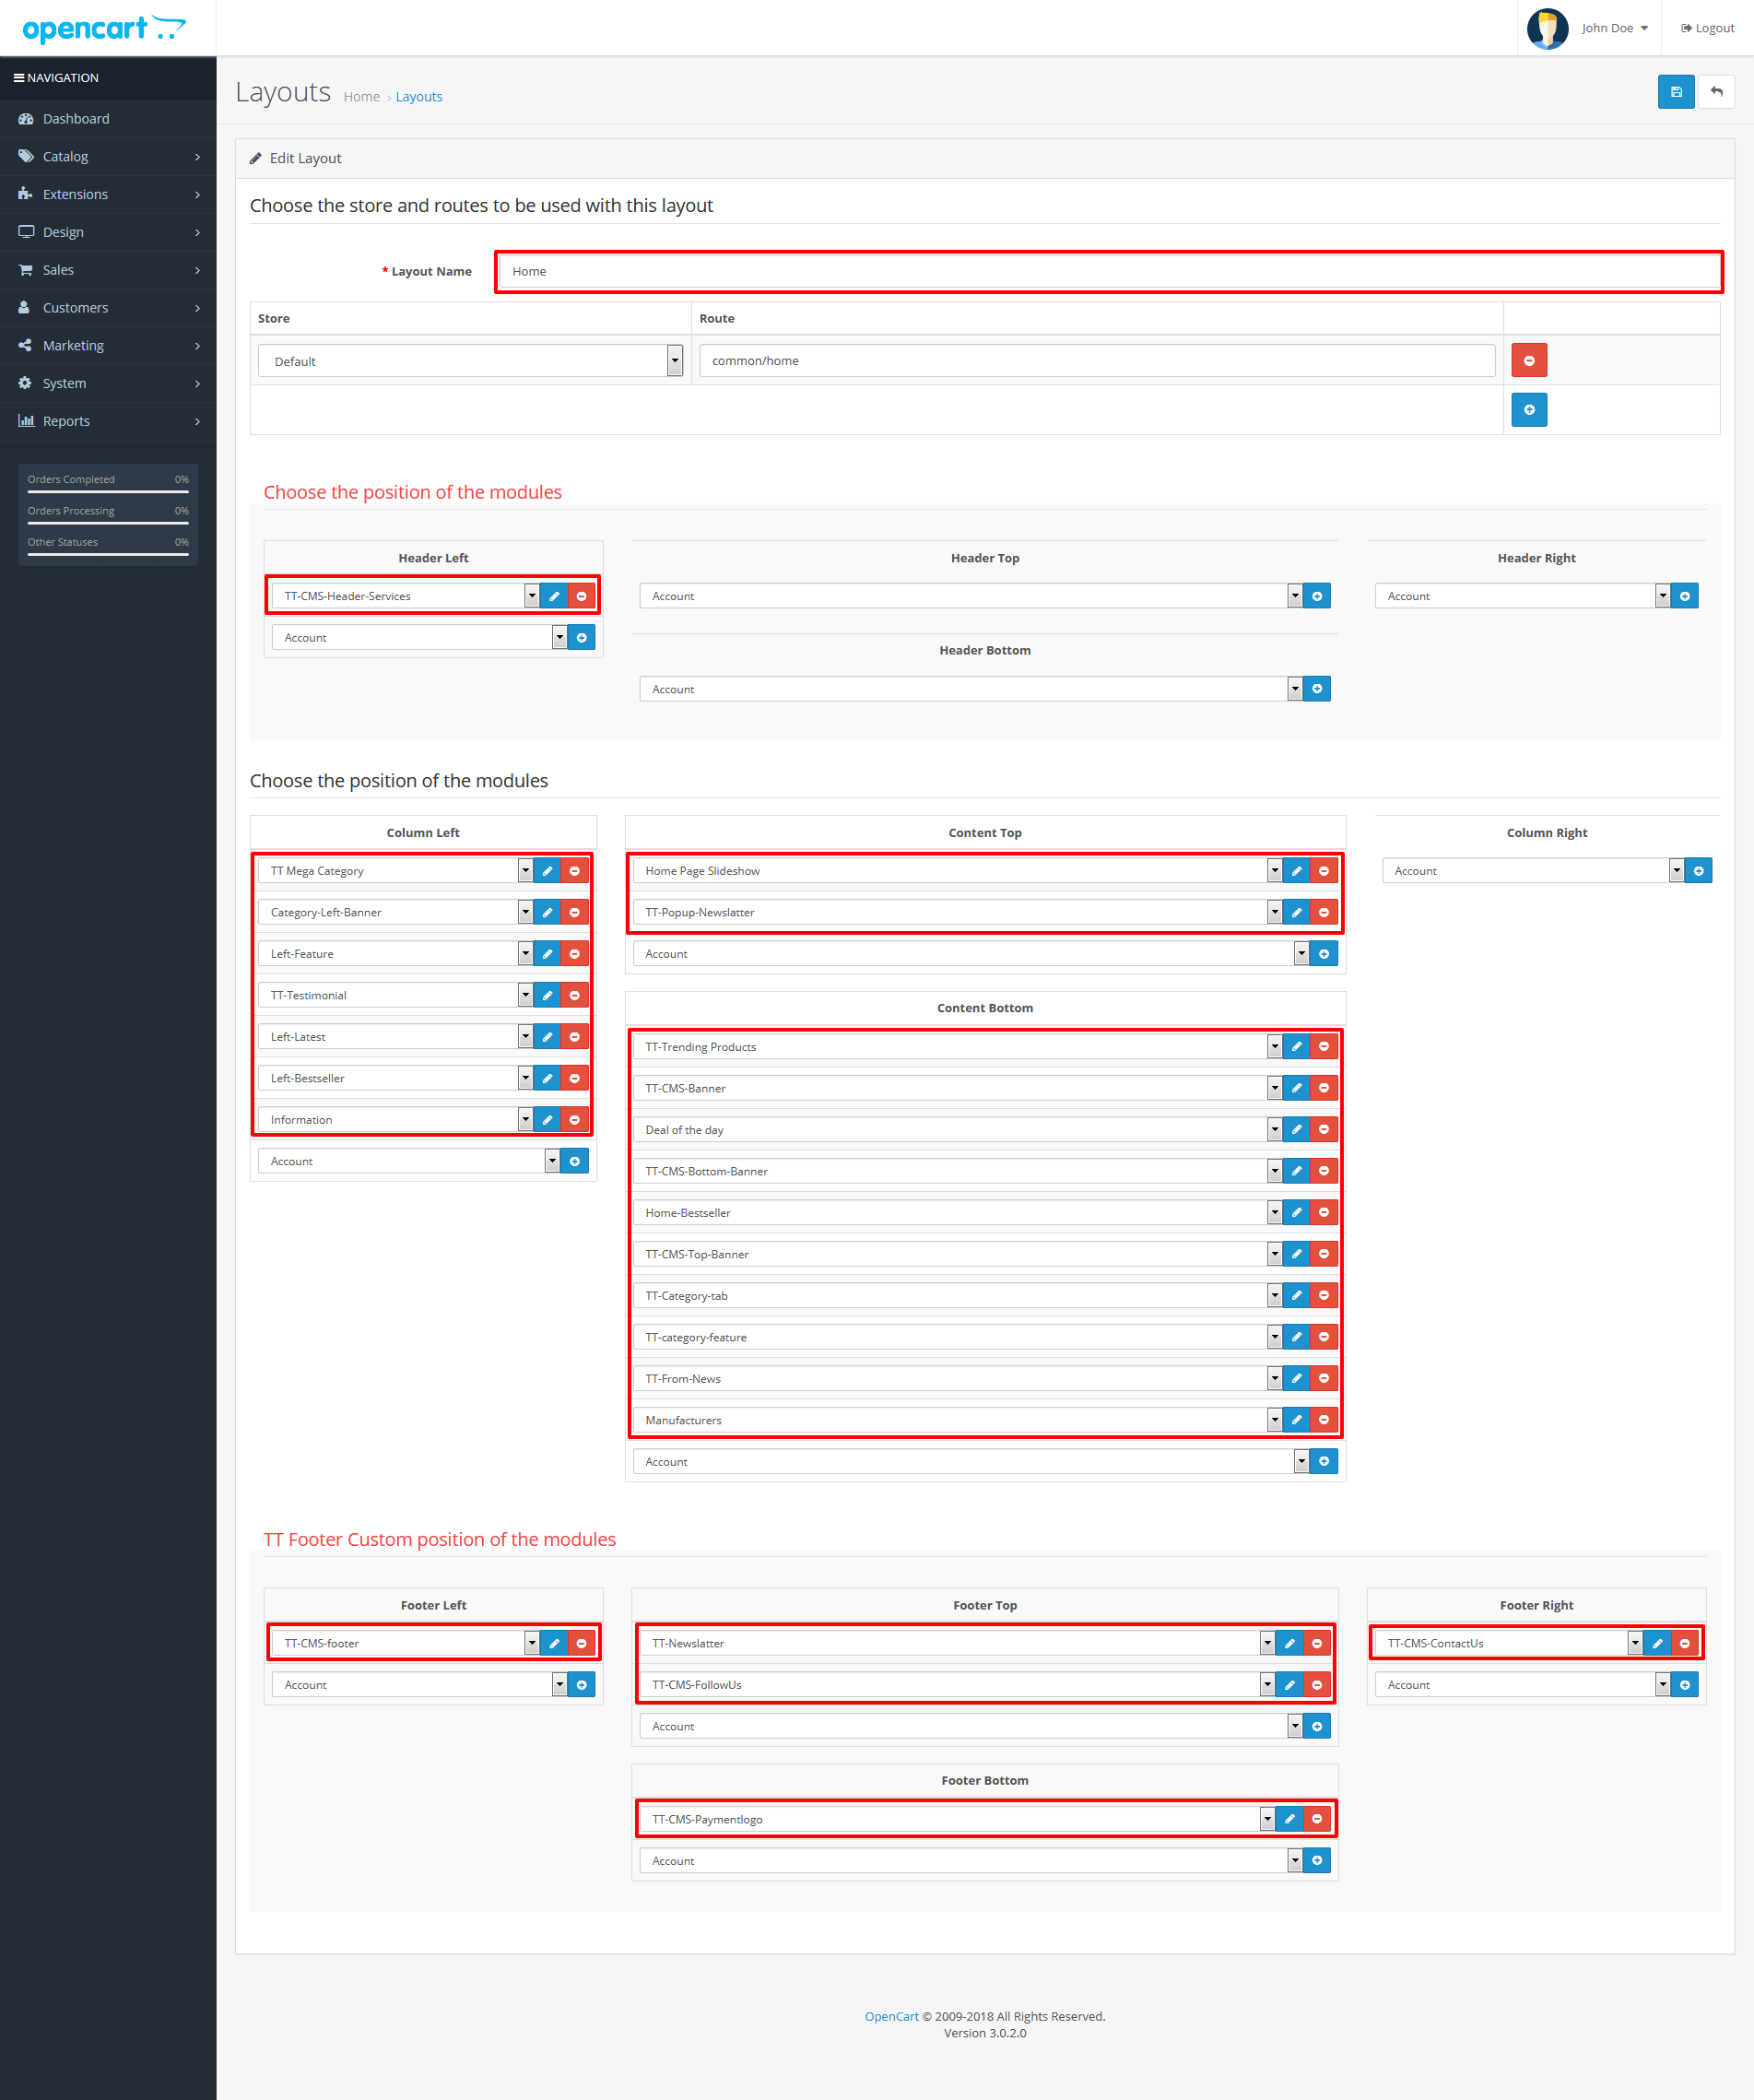 opencart
John Doe
Logout
NAVIGATION
Dashboard
Catalog
Extensions
Design
Sales
Customers
Marketing
System
Reports
Orders Completed 0%
Orders Processing 0%
Other Statuses 0%
Layouts Home › Layouts
Edit Layout
Choose the store and routes to be used with this layout
* Layout Name Home
Store Route
Default common/home
Choose the position of the modules
Header Left
TT-CMS-Header-Services
Account
Header Top
Account
Header Bottom
Account
Header Right
Account
Choose the position of the modules
Column Left
TT Mega Category
Category-Left-Banner
Left-Feature
TT-Testimonial
Left-Latest
Left-Bestseller
Information
Account
Content Top
Home Page Slideshow
TT-Popup-Newslatter
Account
Content Bottom
TT-Trending Products
TT-CMS-Banner
Deal of the day
TT-CMS-Bottom-Banner
Home-Bestseller
TT-CMS-Top-Banner
TT-Category-tab
TT-category-feature
TT-From-News
Manufacturers
Account
Column Right
Account
TT Footer Custom position of the modules
Footer Left
TT-CMS-footer
Account
Footer Top
TT-Newslatter
TT-CMS-FollowUs
Account
Footer Bottom
TT-CMS-Paymentlogo
Account
Footer Right
TT-CMS-ContactUs
Account
OpenCart © 2009-2018 All Rights Reserved.
Version 3.0.2.0